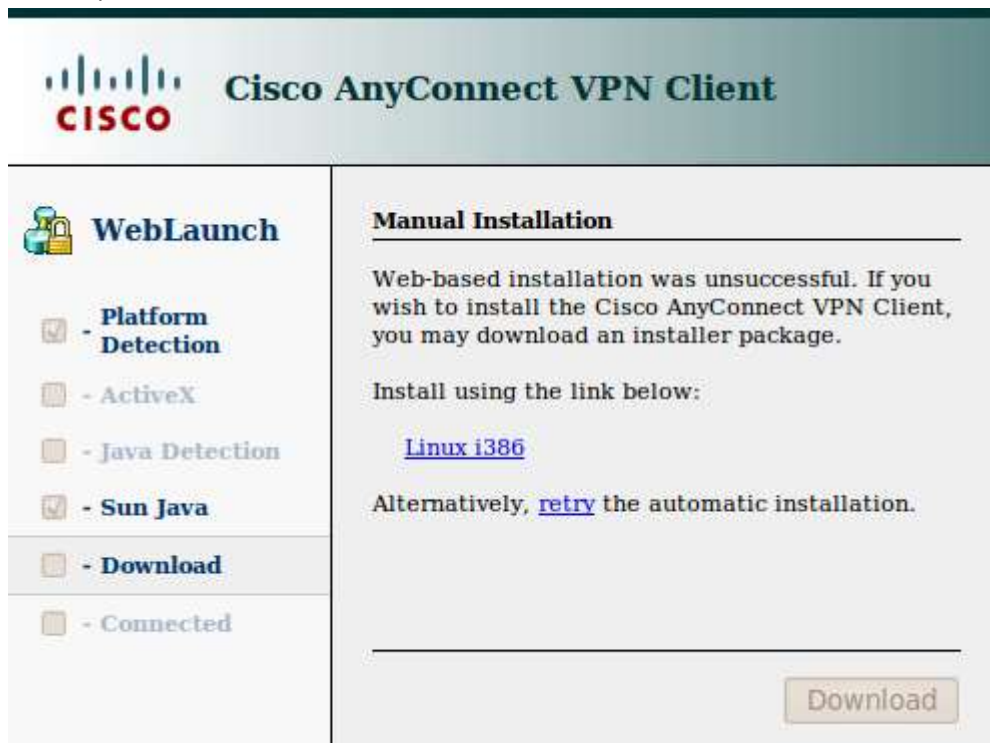 CISCO
Cisco AnyConnect VPN Client
WebLaunch
- Platform
Detection
- ActiveX
- Java Detection
- Sun Java
- Download
- Connected
Manual Installation
Web-based installation was unsuccessful. If you
wish to install the Cisco AnyConnect VPN Client,
you may download an installer package.
Install using the link below:
Linux i386
Alternatively, retry the automatic installation.
Download